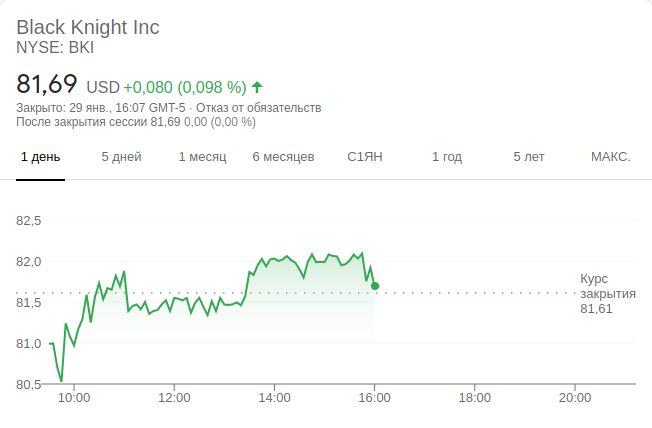 Black Knight Inc
NYSE: BKI
81,69 USD +0,080 (0,098 %)
Закрыто: 29 янв., 16:07 GMT-5 · Отказ от обязательств
После закрытия сессии 81,69 0,00 (0,00 %)
1 день 5 дней 1 месяц 6 месяцев С1ЯН 1 год 5 лет МАКС.
82,5
82,0
81,5
81,0
80,5
Курс
закрытия
81,61
10:00 12:00 14:00 16:00 18:00 20:00